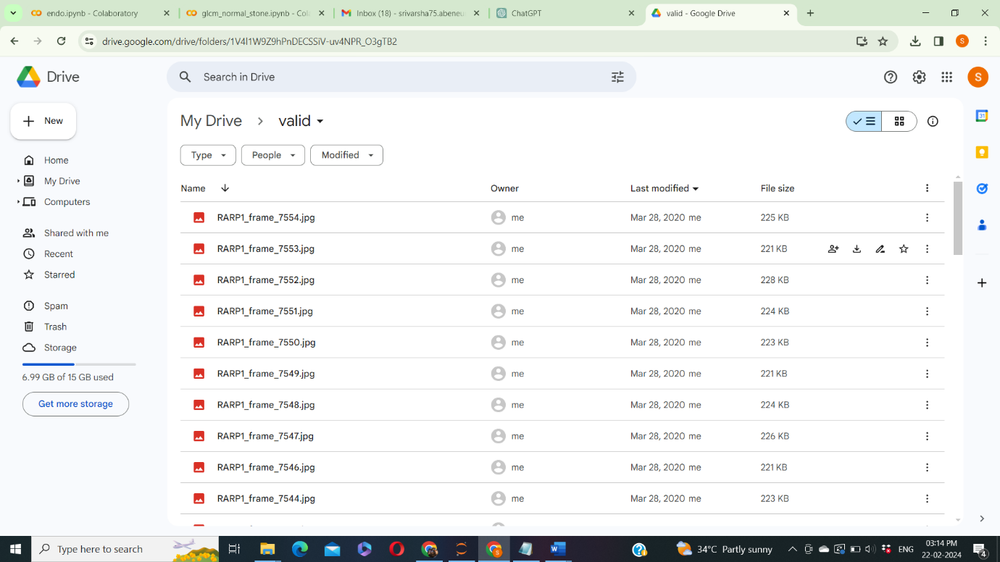 endo.ipynb - Colaboratory
glcm_normal_stone.ipynb - Col
Inbox (18) - srivarsha75.abeneu
ChatGPT
valid - Google Drive
drive.google.com/drive/folders/1V4l1W9Z9hPnDECSSiV-uv4NPR_O3gTB2
S
Drive
Search in Drive
S
New
My Drive > valid
31
Type People Modified
Home
My Drive
Computers
Shared with me
Recent
Starred
Spam
Trash
Storage
6.99 GB of 15 GB used
Get more storage
Name Owner Last modified File size
RARP1_frame_7554.jpg me Mar 28, 2020 me 225 KB
RARP1_frame_7553.jpg me Mar 28, 2020 me 221 KB
RARP1_frame_7552.jpg me Mar 28, 2020 me 228 KB
RARP1_frame_7551.jpg me Mar 28, 2020 me 224 KB
RARP1_frame_7550.jpg me Mar 28, 2020 me 223 KB
RARP1_frame_7549.jpg me Mar 28, 2020 me 221 KB
RARP1_frame_7548.jpg me Mar 28, 2020 me 224 KB
RARP1_frame_7547.jpg me Mar 28, 2020 me 226 KB
RARP1_frame_7546.jpg me Mar 28, 2020 me 221 KB
RARP1_frame_7544.jpg me Mar 28, 2020 me 223 KB
Type here to search
34°C Partly sunny
ENG
03:14 PM
22-02-2024
4